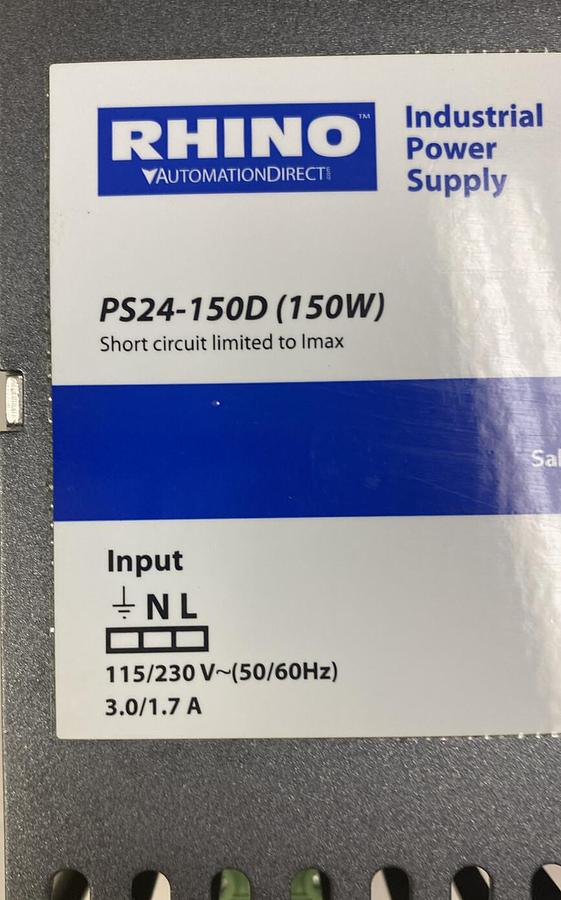 RHINO™
AUTOMATIONDIRECT
Industrial
Power
Supply
PS24-150D (150W)
Short circuit limited to Imax
Input
⏚ N L
115/230 V~(50/60Hz)
3.0/1.7 A